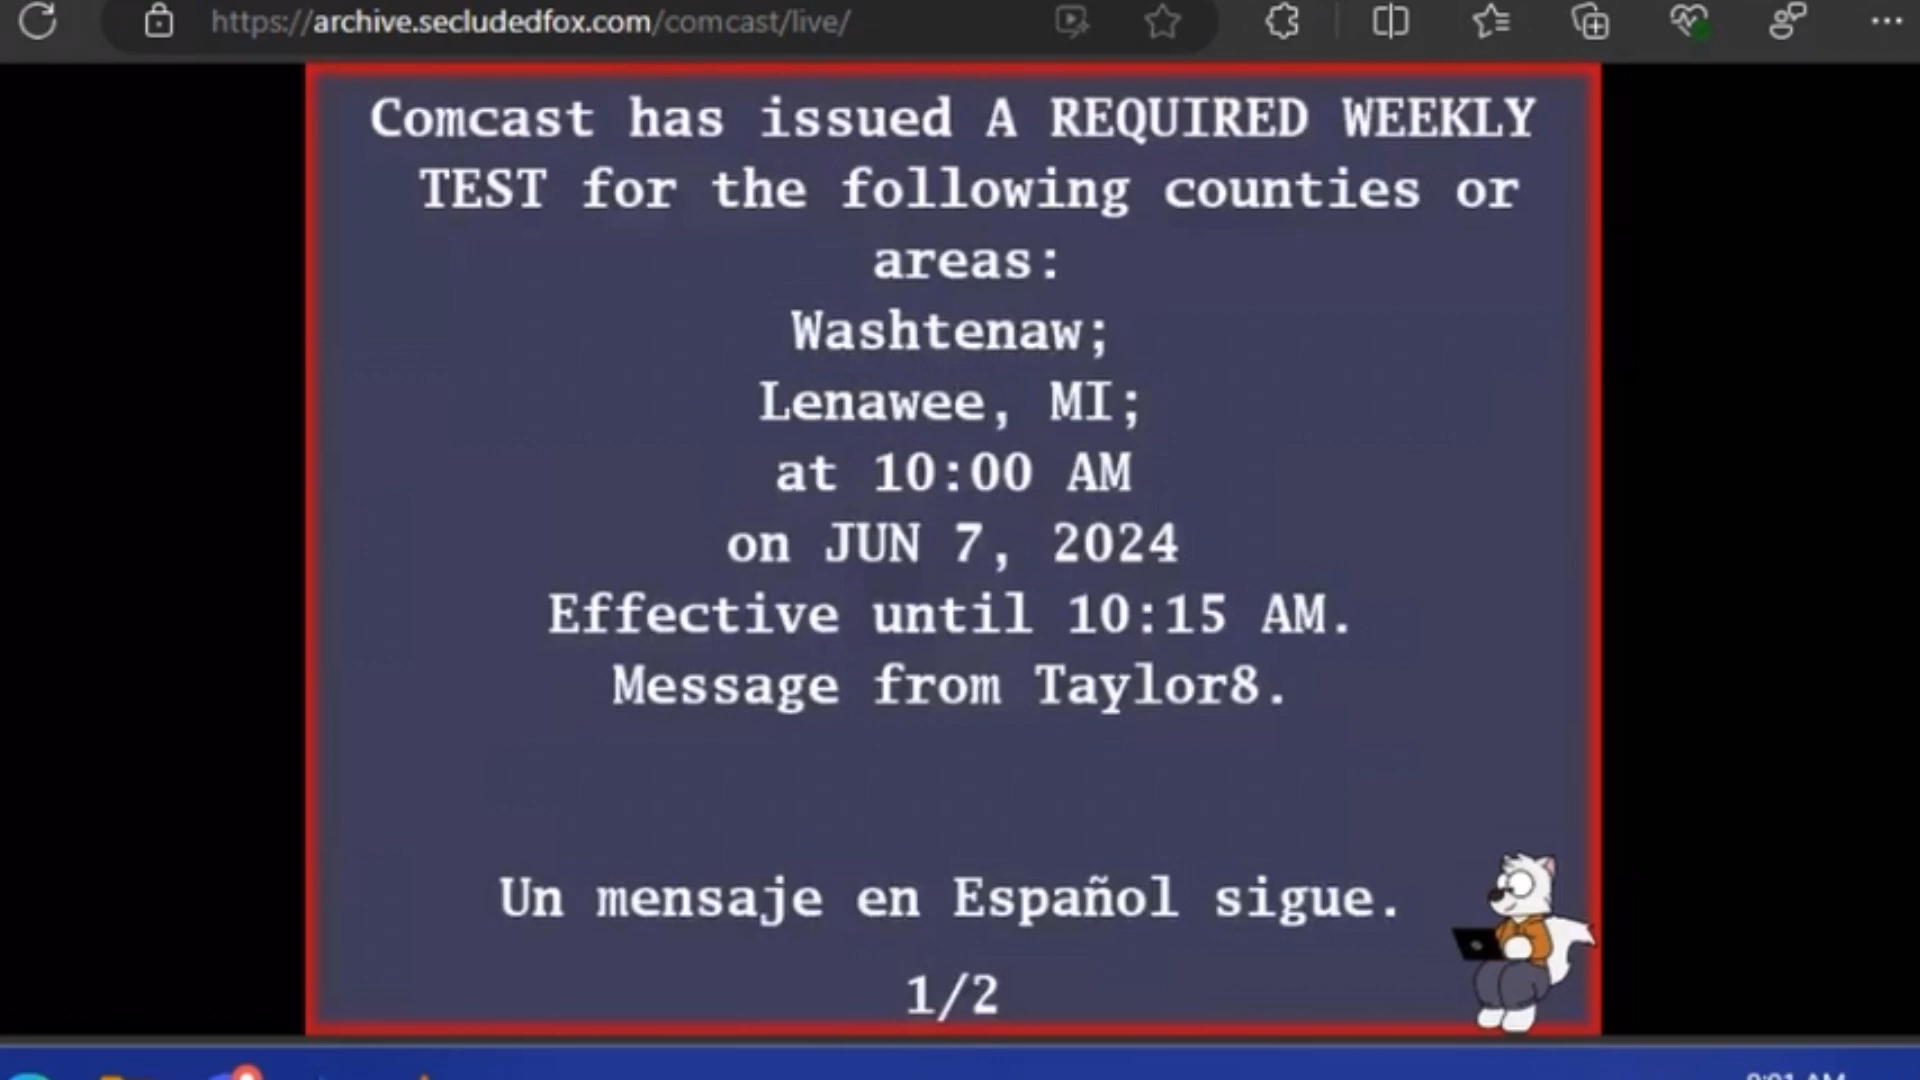 https://archive.secludedfox.com/comcast/live/
Comcast has issued A REQUIRED WEEKLY
TEST for the following counties or
areas:
Washtenaw;
Lenawee, MI;
at 10:00 AM
on JUN 7, 2024
Effective until 10:15 AM.
Message from Taylor8.
Un mensaje en Español sigue.
1/2